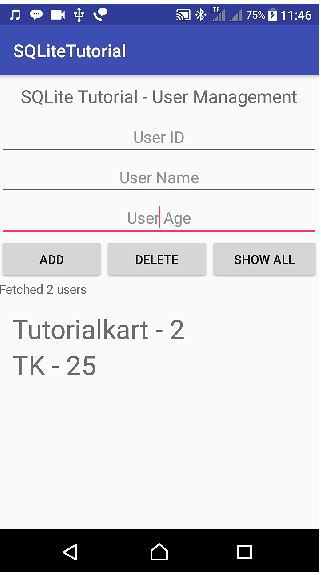 75% 11:46
SQLiteTutorial
SQLite Tutorial - User Management
User ID
User Name
User Age
ADD DELETE SHOW ALL
Fetched 2 users
Tutorialkart - 2
TK - 25